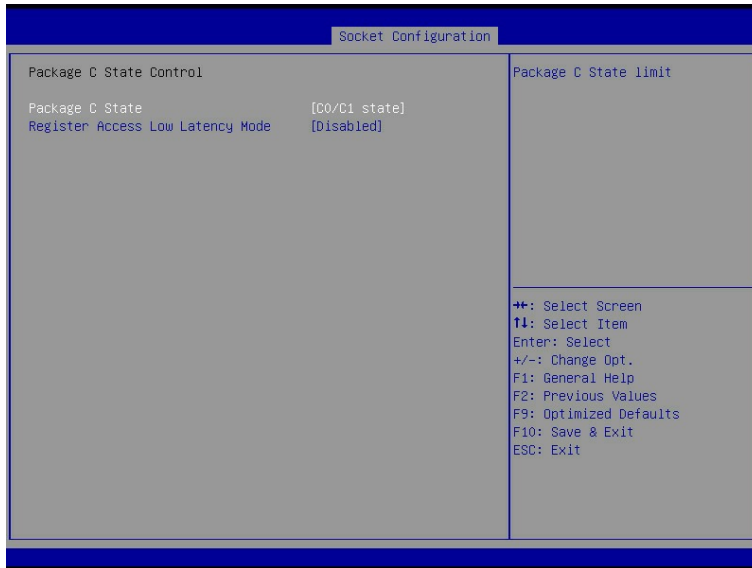 Socket Configuration
Package C State Control
Package C State [C0/C1 state]
Register Access Low Latency Mode [Disabled]
Package C State limit
→←: Select Screen
↑↓: Select Item
Enter: Select
+/-: Change Opt.
F1: General Help
F2: Previous Values
F9: Optimized Defaults
F10: Save & Exit
ESC: Exit